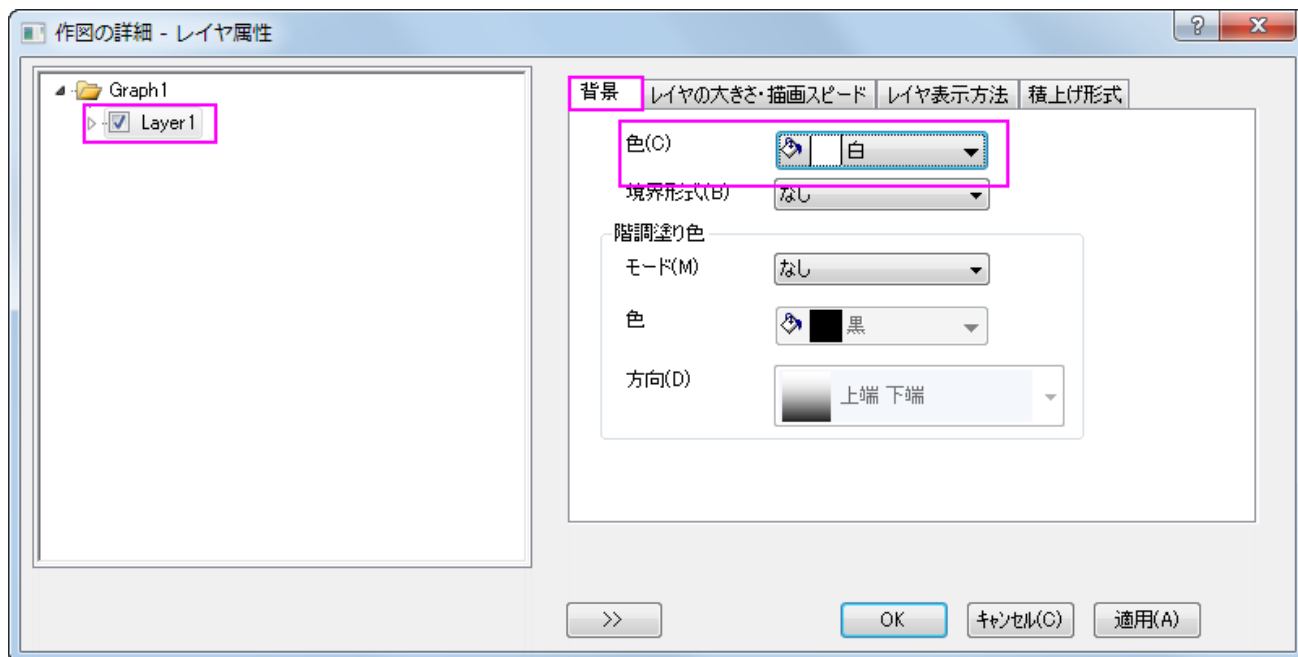 作図の詳細 - レイヤ属性
Graph1
Layer1
背景
レイヤの大きさ・描画スピード
レイヤ表示方法
積上げ形式
色(C)
白
境界形式(B)
なし
階調塗り色
モード(M)
なし
色
黒
方向(D)
上端 下端
>>
OK
キャンセル(C)
適用(A)